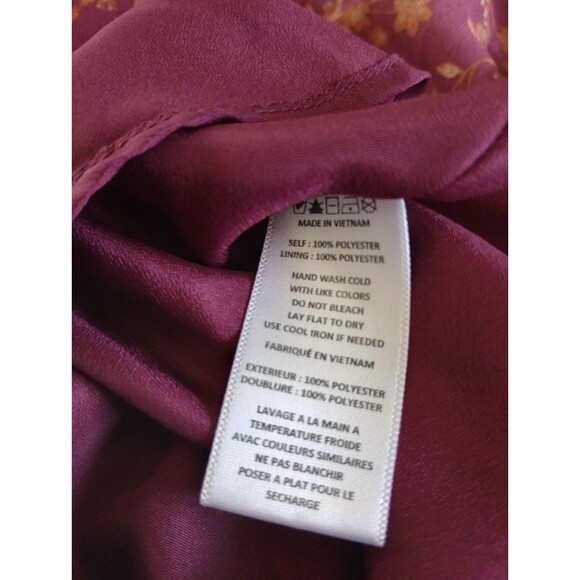 MADE IN VIETNAM
SELF : 100% POLYESTER
LINING : 100% POLYESTER
HAND WASH COLD
WITH LIKE COLORS
DO NOT BLEACH
LAY FLAT TO DRY
USE COOL IRON IF NEEDED
FABRIQUÉ EN VIETNAM
EXTERIEUR : 100% POLYESTER
DOUBLURE : 100% POLYESTER
LAVAGE A LA MAIN A
TEMPERATURE FROIDE
AVAC COULEURS SIMILAIRES
NE PAS BLANCHIR
POSER A PLAT POUR LE
SECHARGE